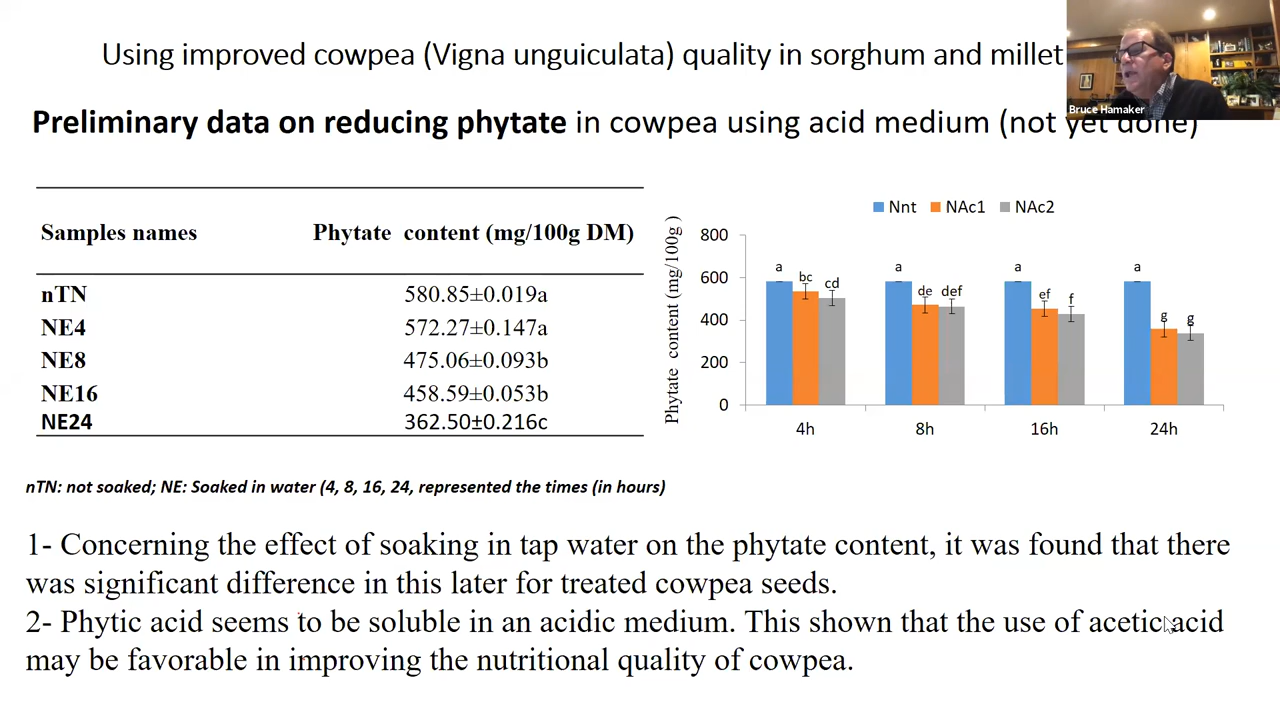 Using improved cowpea (Vigna unguiculata) quality in sorghum and millet
Bruce Hamaker
Preliminary data on reducing phytate in cowpea using acid medium (not yet done)
Samples names Phytate content (mg/100g DM)
nTN 580.85±0.019a
NE4 572.27±0.147a
NE8 475.06±0.093b
NE16 458.59±0.053b
NE24 362.50±0.216c
Nnt NAc1 NAc2
Phytate content (mg/100g )
800
600
400
200
0
a bc cd a de def a ef f a g g
4h 8h 16h 24h
nTN: not soaked; NE: Soaked in water (4, 8, 16, 24, represented the times (in hours)
1- Concerning the effect of soaking in tap water on the phytate content, it was found that there
was significant difference in this later for treated cowpea seeds.
2- Phytic acid seems to be soluble in an acidic medium. This shown that the use of acetic acid
may be favorable in improving the nutritional quality of cowpea.